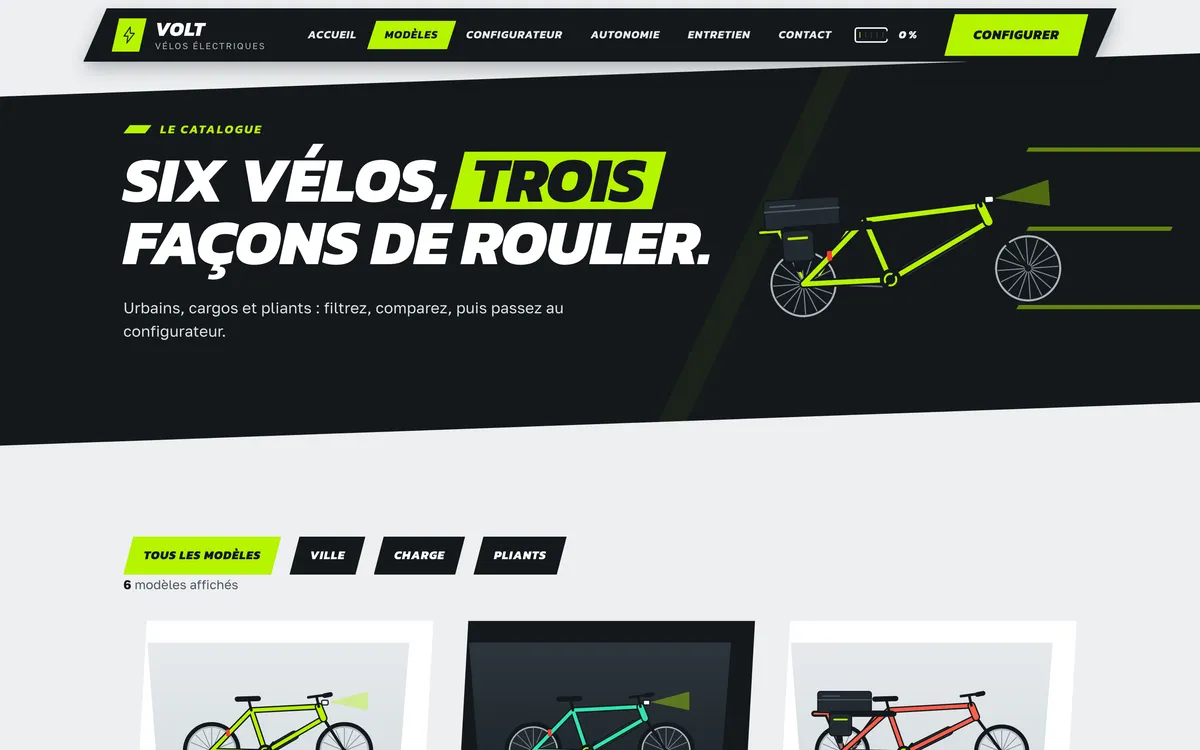 VOLT
VÉLOS ÉLECTRIQUES
ACCUEIL
MODÈLES
CONFIGURATEUR
AUTONOMIE
ENTRETIEN
CONTACT
0 %
CONFIGURER
LE CATALOGUE
SIX VÉLOS, TROIS
FAÇONS DE ROULER.
Urbains, cargos et pliants : filtrez, comparez, puis passez au
configurateur.
TOUS LES MODÈLES
VILLE
CHARGE
PLIANTS
6 modèles affichés